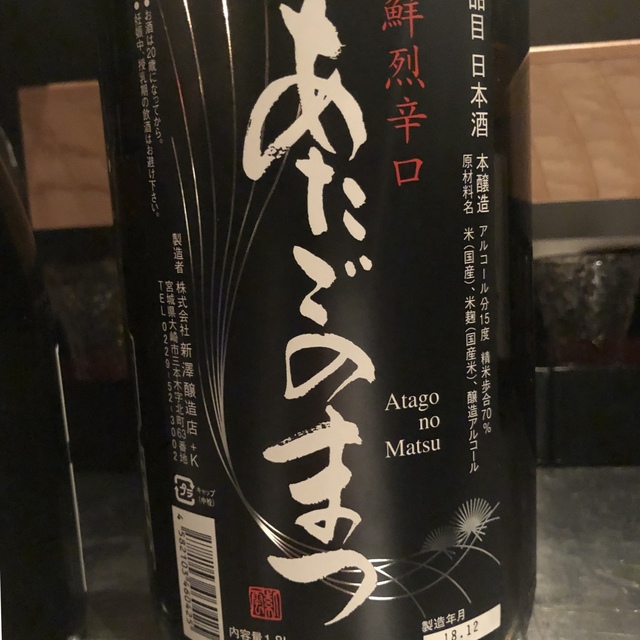 品目 日本酒
本醸造 アルコール分15度 精米歩合70%
原材料名 米(国産)、米麹(国産米)、醸造アルコール
鮮烈辛口
あたごのまつ
Atago
no
Matsu
●お酒は20歳になってから。
●妊娠中、授乳期の飲酒はお避け下さい。
製造者 株式会社 新澤醸造店 K
宮城県大崎市三本木字北町63番地
TEL 0229-52-3002
キャップ
(中栓)
内容量
製造年月
18.12